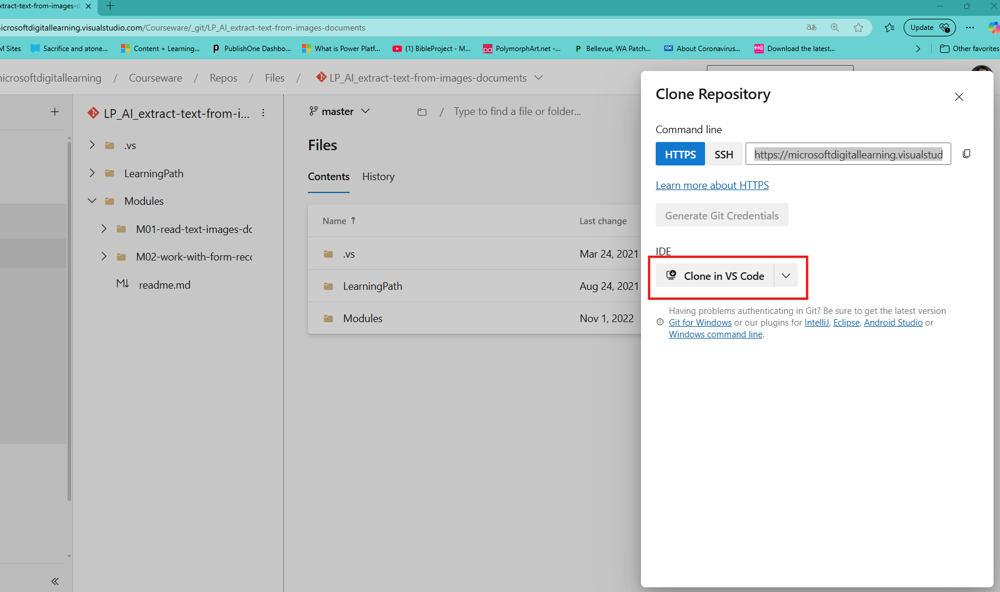 xtract-text-from-images-d
icrosoftdigitallearning.visualstudio.com/Courseware/_git/LP_AI_extract-text-from-images-documents
aあ
Update
M Sites
Sacrifice and atone...
Content + Learning...
PublishOne Dashbo...
What is Power Platf...
(1) BibleProject - M...
PolymorphArt.net -...
Bellevue, WA Patch...
About Coronavirus...
Download the latest...
Other favorites
icrosoftdigitallearning / Courseware / Repos / Files / LP_AI_extract-text-from-images-documents
LP_AI_extract-text-from-i...
.vs
LearningPath
Modules
M01-read-text-images-do
M02-work-with-form-reco
readme.md
master
/ Type to find a file or folder...
Files
Contents
History
Name ↑
Last change
.vs
Mar 24, 2021
LearningPath
Aug 24, 2021
Modules
Nov 1, 2022
Clone Repository
Command line
HTTPS
SSH
https://microsoftdigitallearning.visualstud
Learn more about HTTPS
Generate Git Credentials
IDE
Clone in VS Code
Having problems authenticating in Git? Be sure to get the latest version
Git for Windows or our plugins for IntelliJ, Eclipse, Android Studio or
Windows command line.